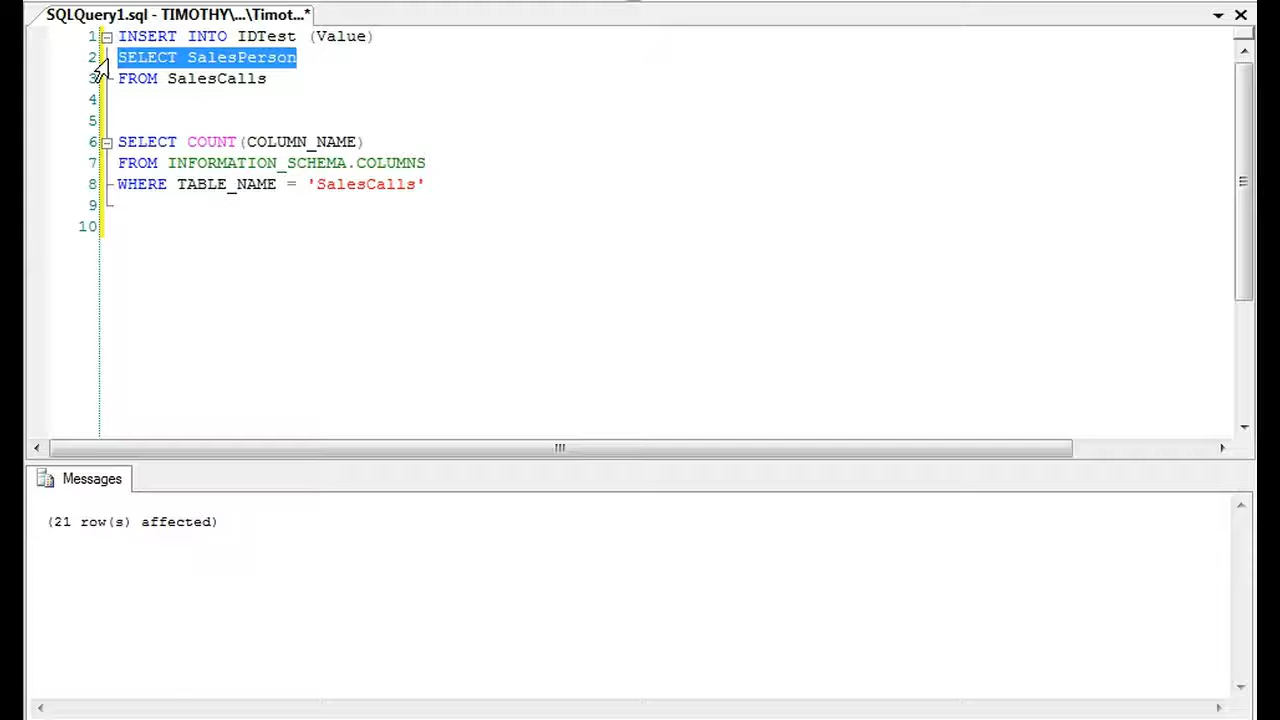 SQLQuery1.sql - TIMOTHY\...\Timot...*
1 INSERT INTO IDTest (Value)
2 SELECT SalesPerson
3 FROM SalesCalls
4
5
6 SELECT COUNT(COLUMN_NAME)
7 FROM INFORMATION_SCHEMA.COLUMNS
8 WHERE TABLE_NAME = 'SalesCalls'
9
10
Messages
(21 row(s) affected)